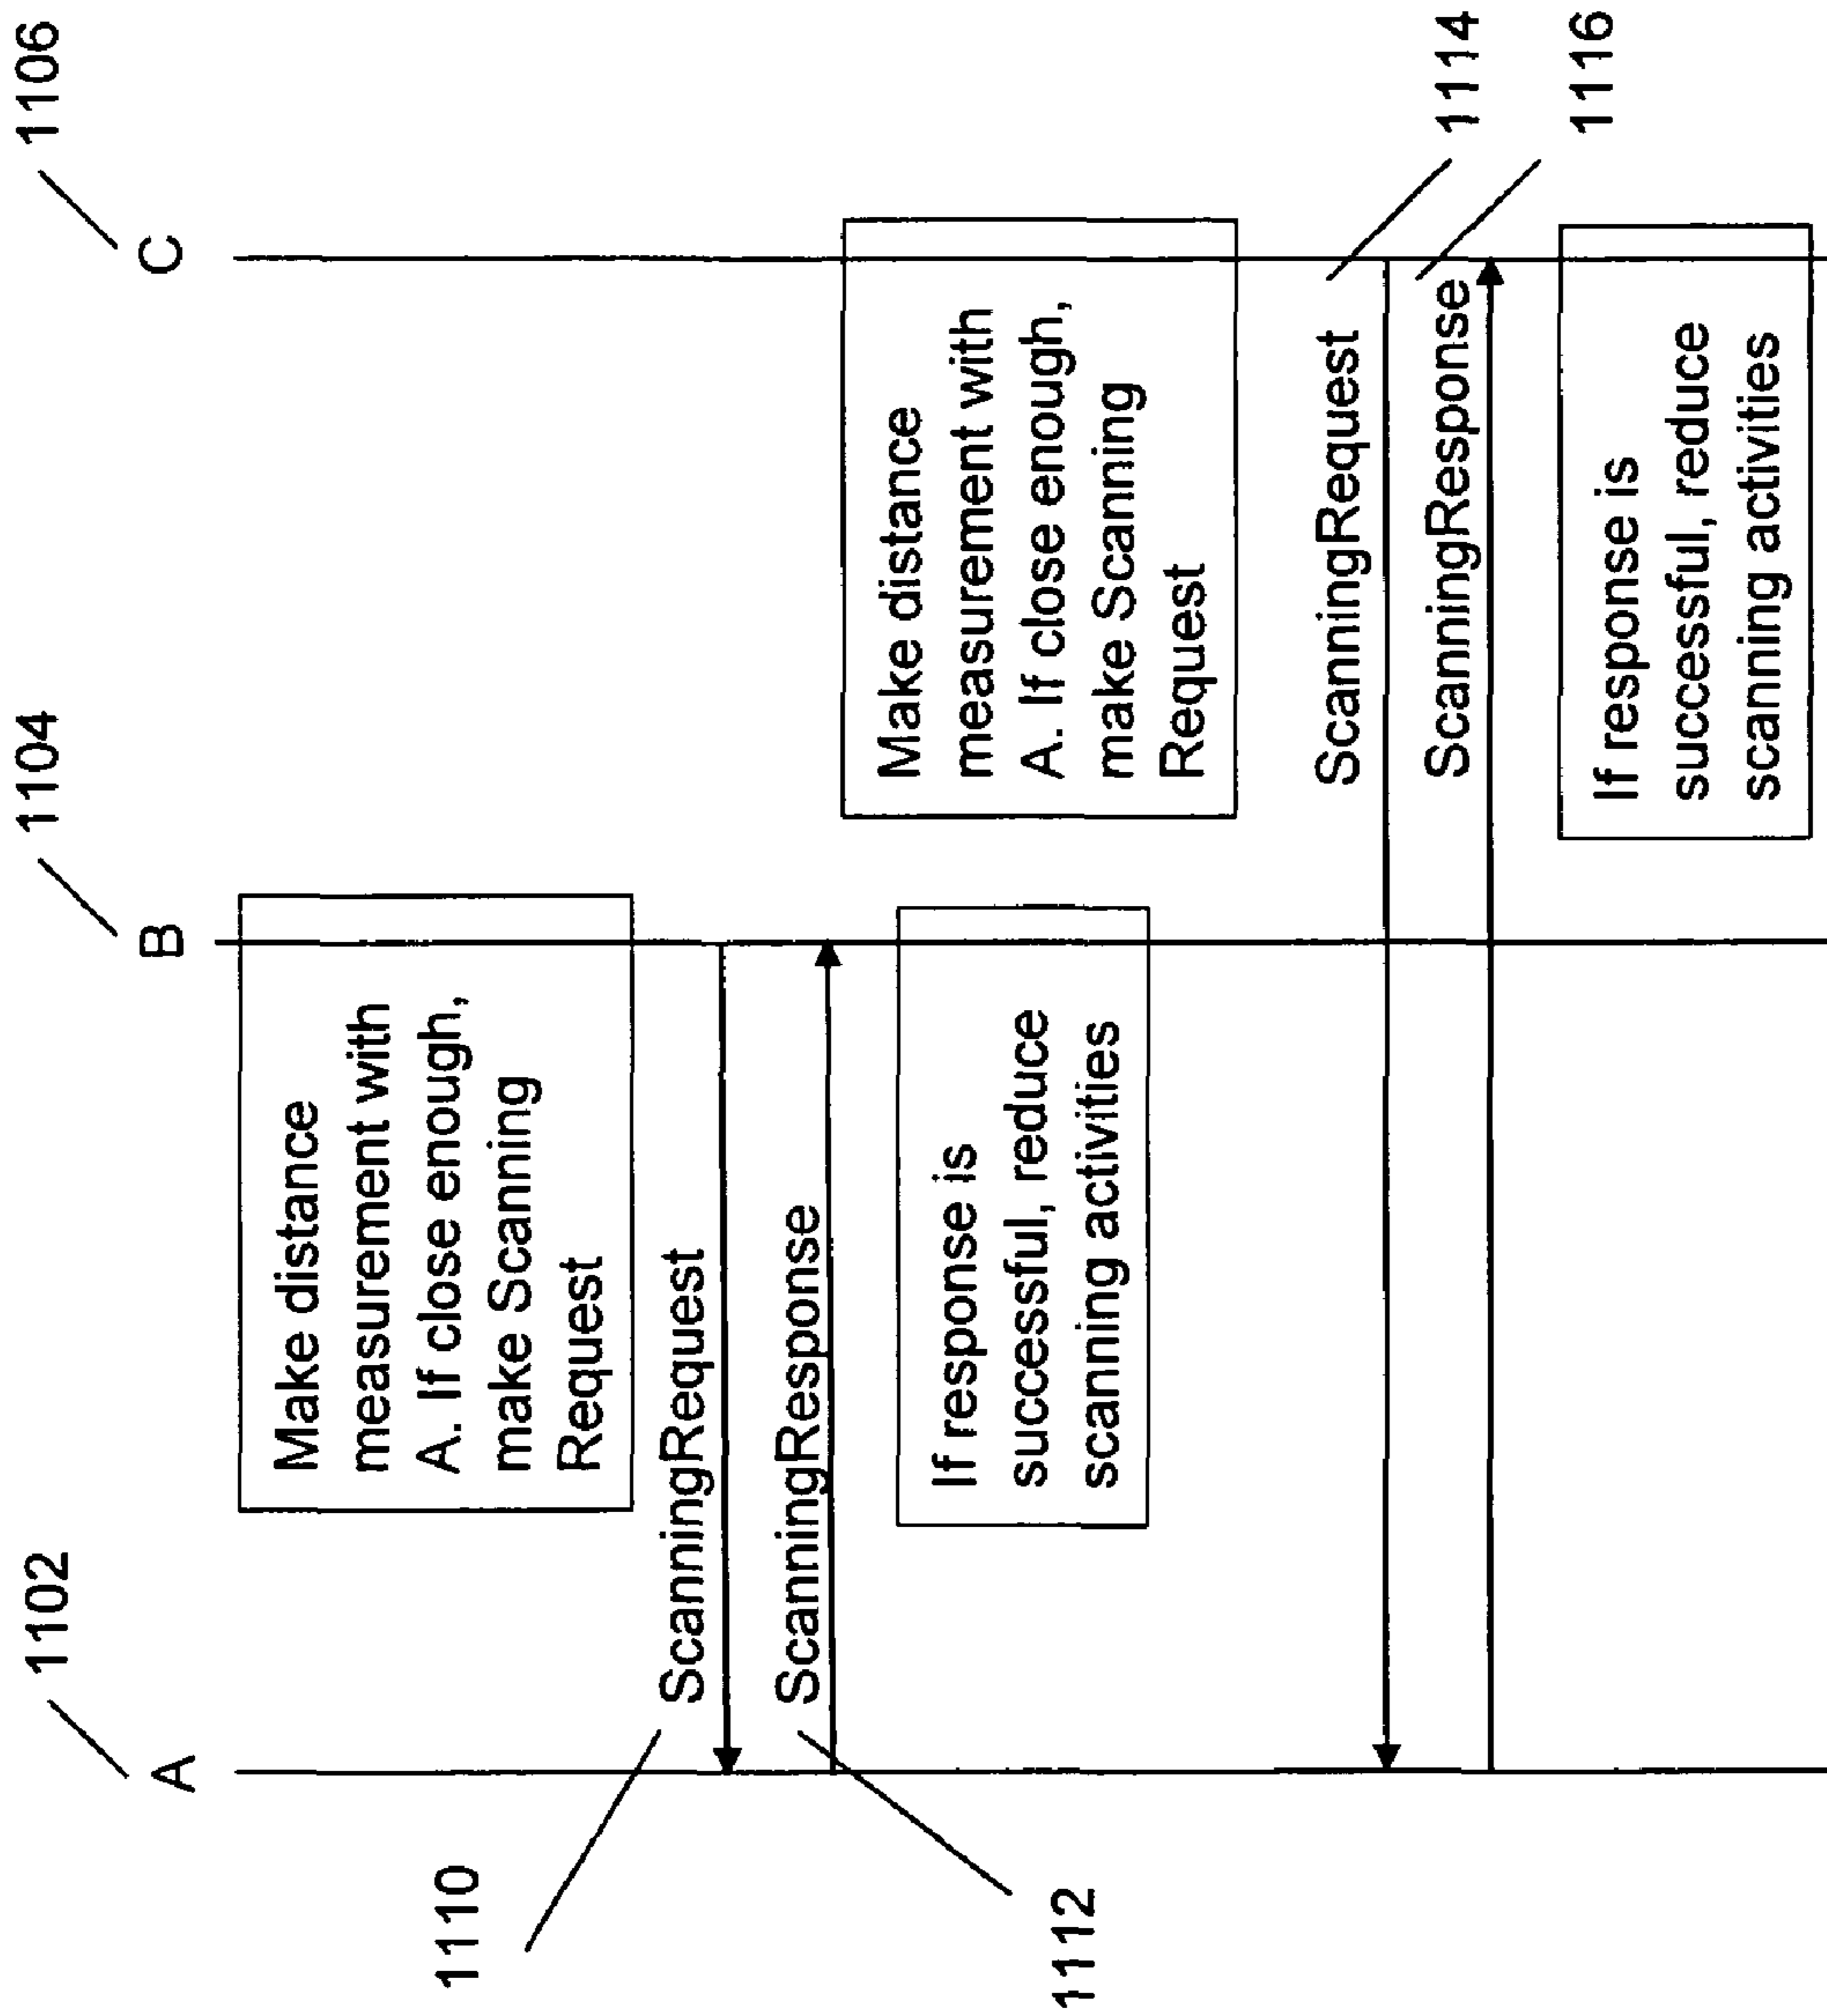 1102
1104
1106
A
B
C
Make distance
measurement with
A. If close enough,
make Scanning
Request
1110
ScanningRequest
ScanningResponse
1112
If response is
successful, reduce
scanning activities
Make distance
measurement with
A. If close enough,
make Scanning
Request
ScanningRequest
1114
ScanningResponse
1116
If response is
successful, reduce
scanning activities